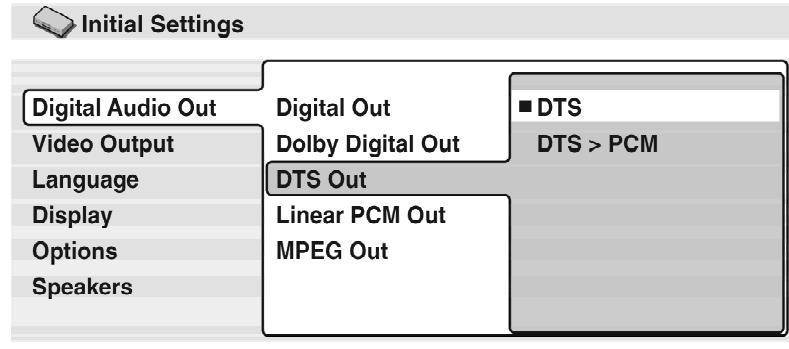 Initial Settings
Digital Audio Out
Video Output
Language
Display
Options
Speakers
Digital Out
Dolby Digital Out
DTS Out
Linear PCM Out
MPEG Out
■ DTS
DTS > PCM